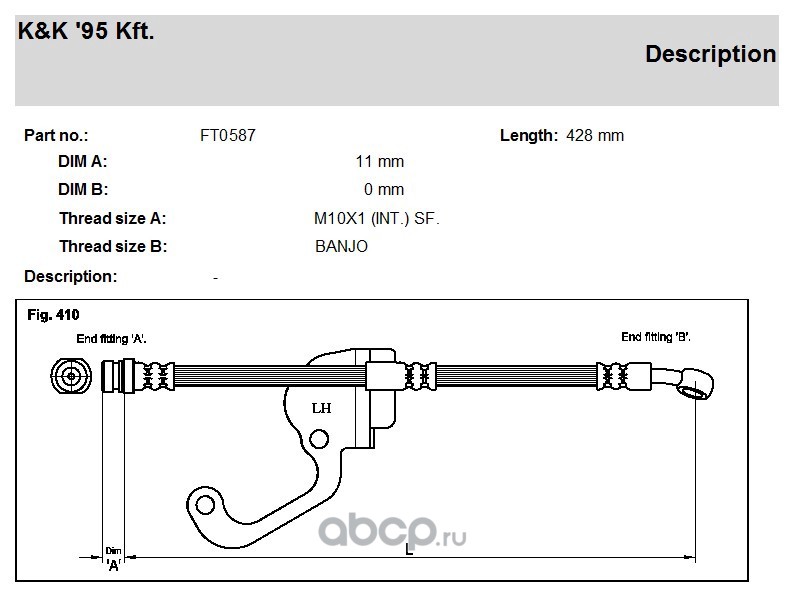 K&K '95 Kft.
Description
Part no.: FT0587 Length: 428 mm
DIM A: 11 mm
DIM B: 0 mm
Thread size A: M10X1 (INT.) SF.
Thread size B: BANJO
Description: -
Fig. 410
End fitting 'A'.
End fitting 'B'.
LH
abcp.ru
Dim
'A'
L